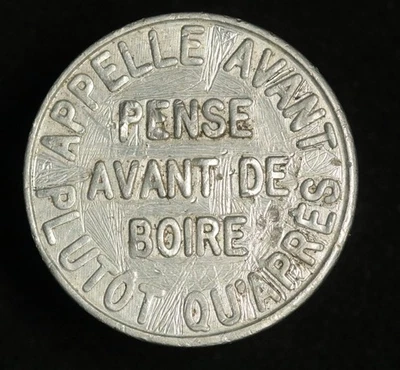 APPELLE AVANT PLUTOT QU'APRÈS
PENSE
AVANT DE
BOIRE